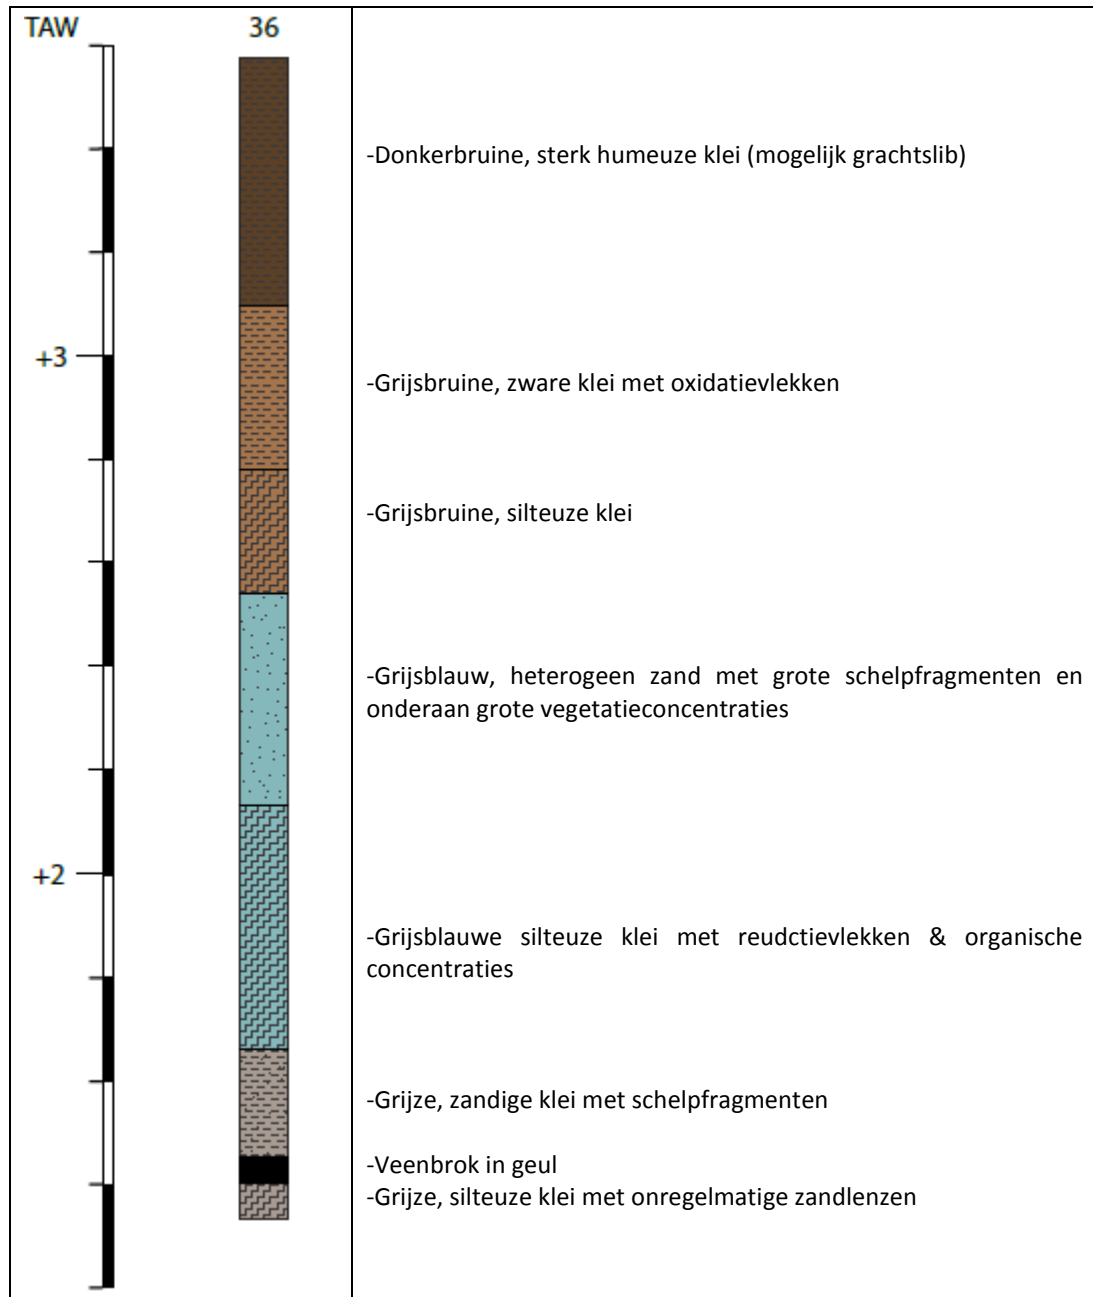 TAW 36
-Donkerbruine, sterk humeuze klei (mogelijk grachtslib)
+3
-Grijsbruine, zware klei met oxidatievlekken
-Grijsbruine, silteuze klei
-Grijsblauw, heterogeen zand met grote schelpfragmenten en
onderaan grote vegetatieconcentraties
+2
-Grijsblauwe silteuze klei met reudctievlekken & organische
concentraties
-Grijze, zandige klei met schelpfragmenten
-Veenbrok in geul
-Grijze, silteuze klei met onregelmatige zandlenzen